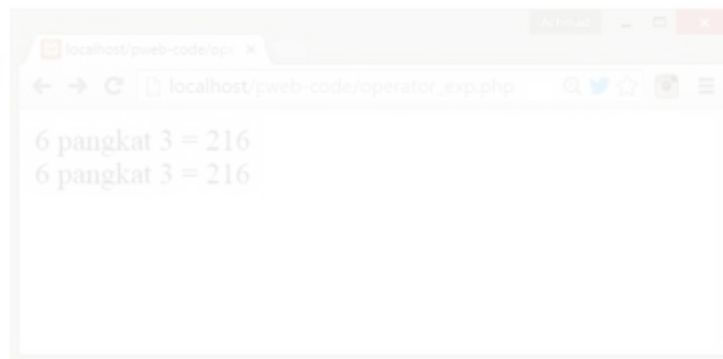 localhost/pweb-code/op
localhost/pweb-code/operator_exp.php
6 pangkat 3 = 216
6 pangkat 3 = 216